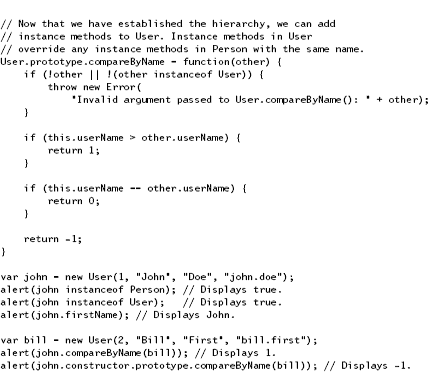 // Now that we have established the hierarchy, we can add
// instance methods to User. Instance methods in User
// override any instance methods in Person with the same name.
User.prototype.compareByName = function(other) {
    if (!other || !(other instanceof User)) {
        throw new Error(
            "Invalid argument passed to User.compareByName(): " + other);
    }

    if (this.userName > other.userName) {
        return 1;
    }

    if (this.userName == other.userName) {
        return 0;
    }

    return -1;
}

var john = new User(1, "John", "Doe", "john.doe");
alert(john instanceof Person); // Displays true.
alert(john instanceof User);   // Displays true.
alert(john.firstName); // Displays John.

var bill = new User(2, "Bill", "First", "bill.first");
alert(john.compareByName(bill)); // Displays 1.
alert(john.constructor.prototype.compareByName(bill)); // Displays -1.